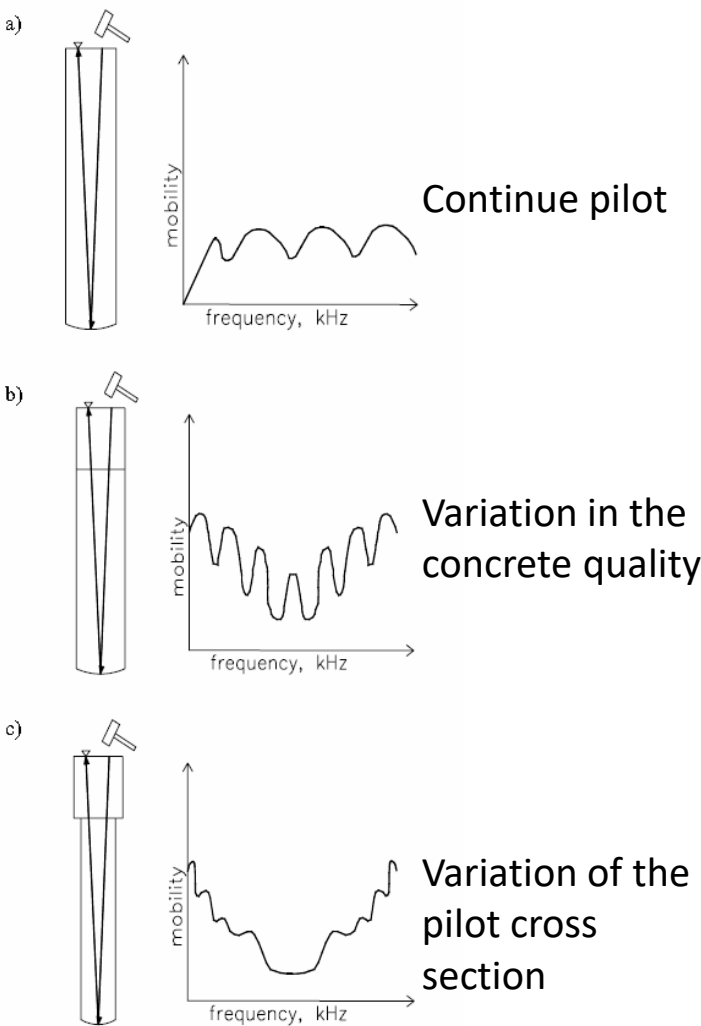 a)
mobility
frequency, kHz
Continue pilot
b)
mobility
frequency, kHz
Variation in the
concrete quality
c)
mobility
frequency, kHz
Variation of the
pilot cross
section